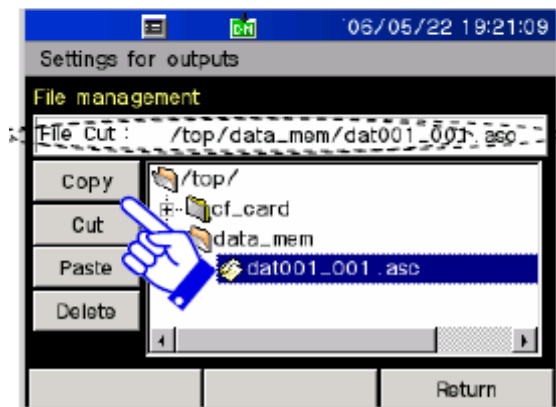 DM '06/05/22 19:21:09
Settings for outputs
File management
File Cut : /top/data_mem/dat001_001.asc
Copy
Cut
Paste
Delete
/top/
cf_card
data_mem
dat001_001.asc
Return